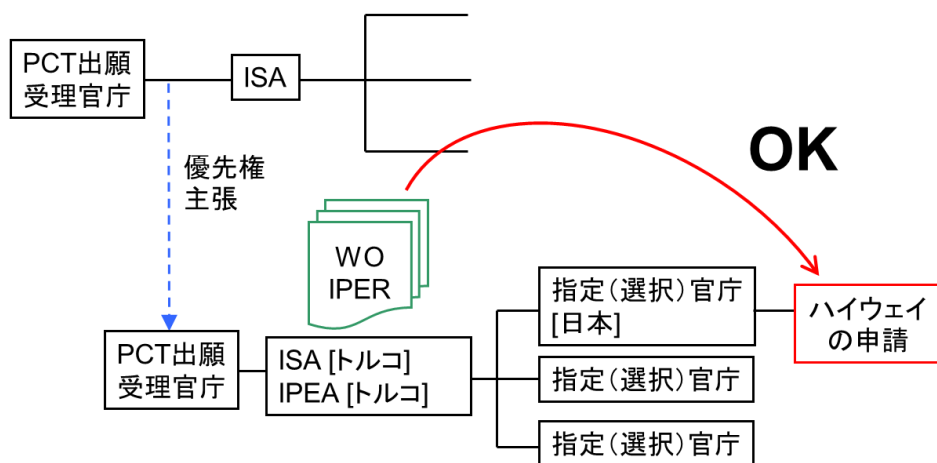 PCT出願
受理官庁
ISA
OK
優先権
主張
WO
IPER
指定（選択）官庁
[日本]
ハイウェイ
の申請
PCT出願
受理官庁
ISA [トルコ]
IPEA [トルコ]
指定（選択）官庁
指定（選択）官庁